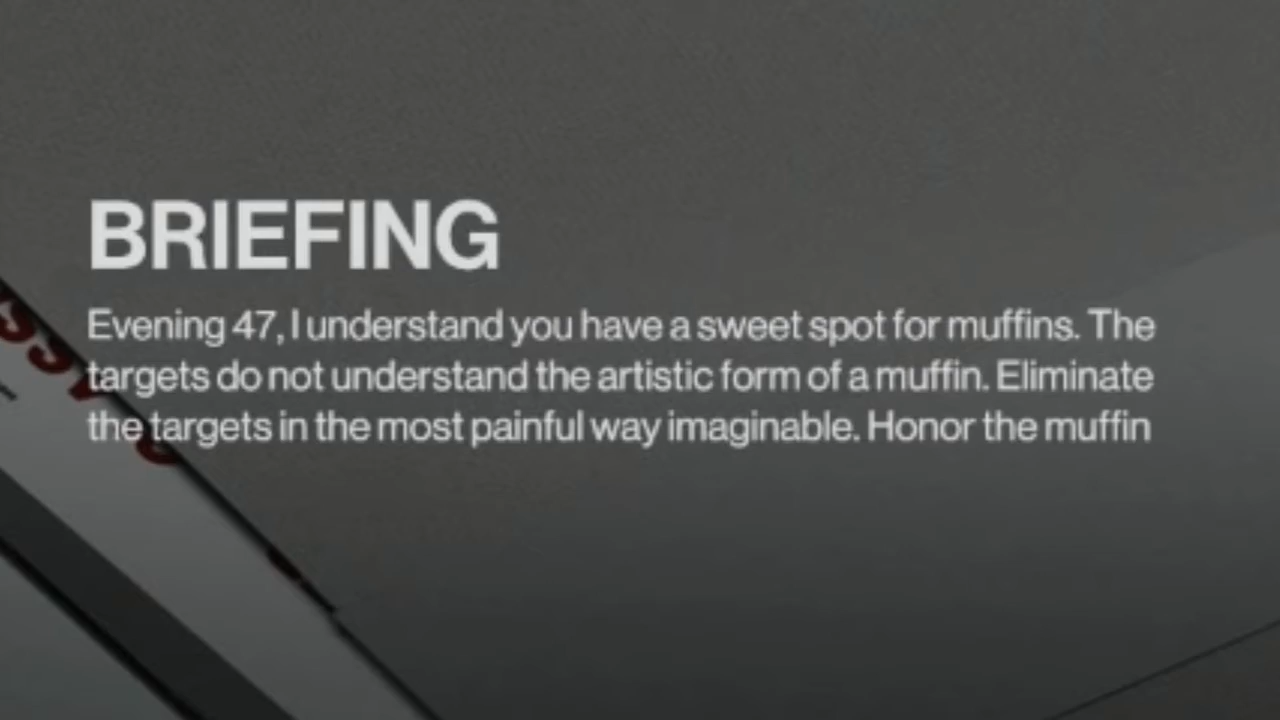 BRIEFING
Evening 47, I understand you have a sweet spot for muffins. The
targets do not understand the artistic form of a muffin. Eliminate
the targets in the most painful way imaginable. Honor the muffin